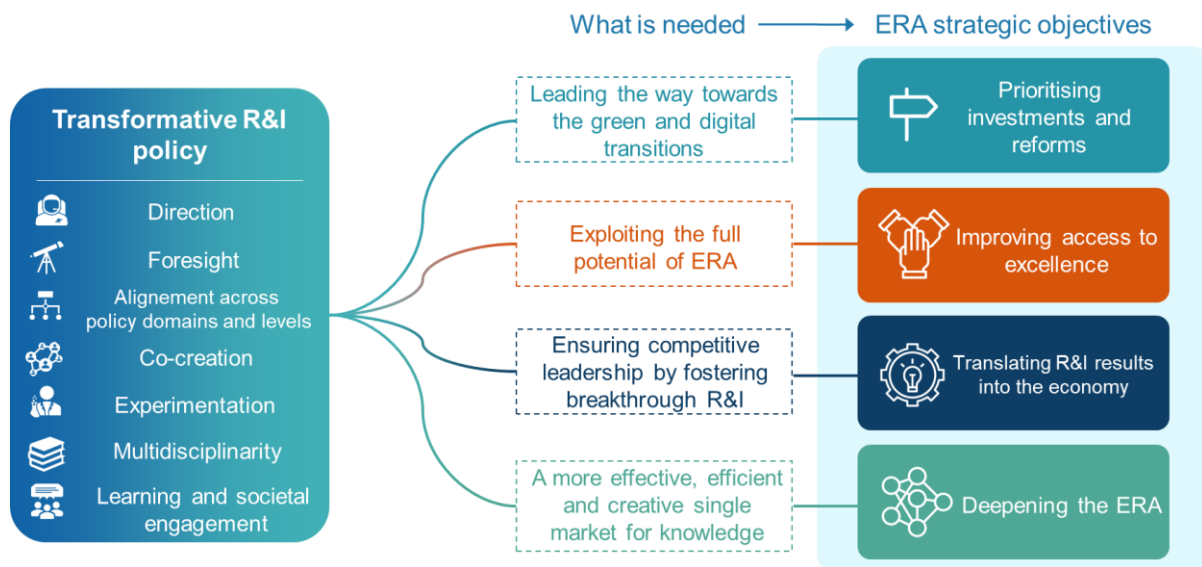 What is needed
ERA strategic objectives
Transformative R&I
policy
Direction
Foresight
Alignement across
policy domains and levels
Co-creation
Experimentation
Multidisciplinarity
Learning and societal
engagement
Leading the way towards
the green and digital
transitions
Prioritising
investments and
reforms
Exploiting the full
potential of ERA
Improving access to
excellence
Ensuring competitive
leadership by fostering
breakthrough R&I
Translating R&I results
into the economy
A more effective, efficient
and creative single
market for knowledge
Deepening the ERA